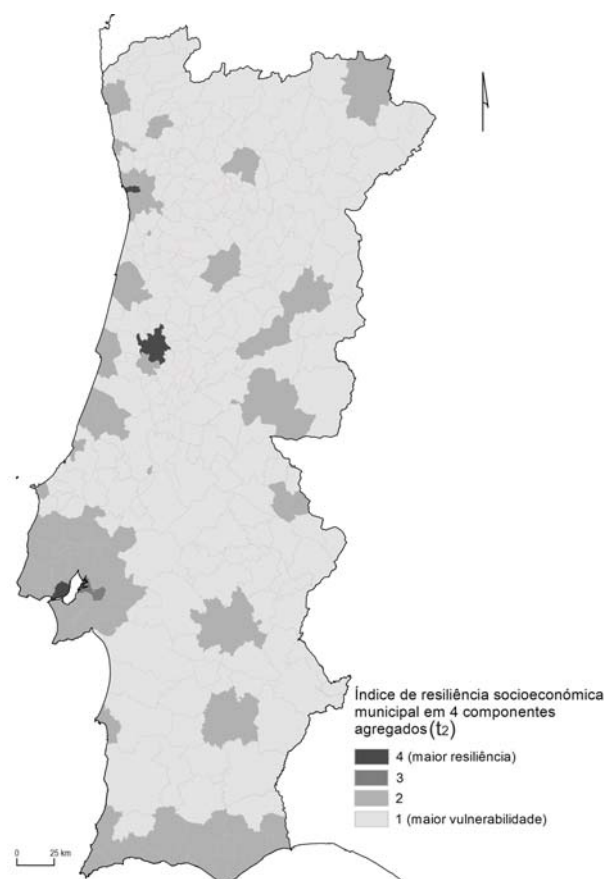 Índice de resiliência socioeconómica
municipal em 4 componentes
agregados (t2)
4 (maior resiliência)
3
2
1 (maior vulnerabilidade)
0 25 km